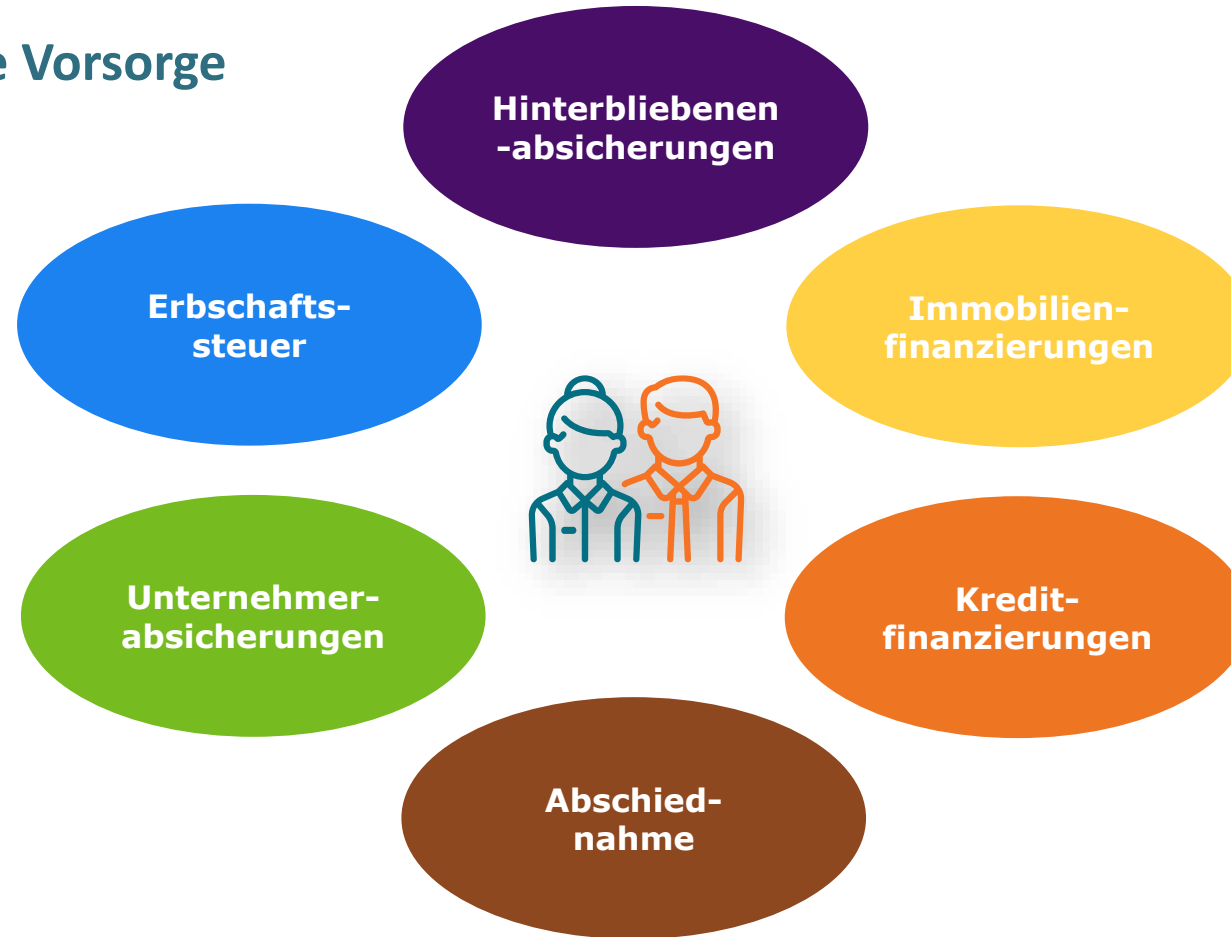 e Vorsorge
Hinterbliebenen
-absicherungen
Erbschafts-
steuer
Immobilien-
finanzierungen
Unternehmer-
absicherungen
Kredit-
finanzierungen
Abschied-
nahme